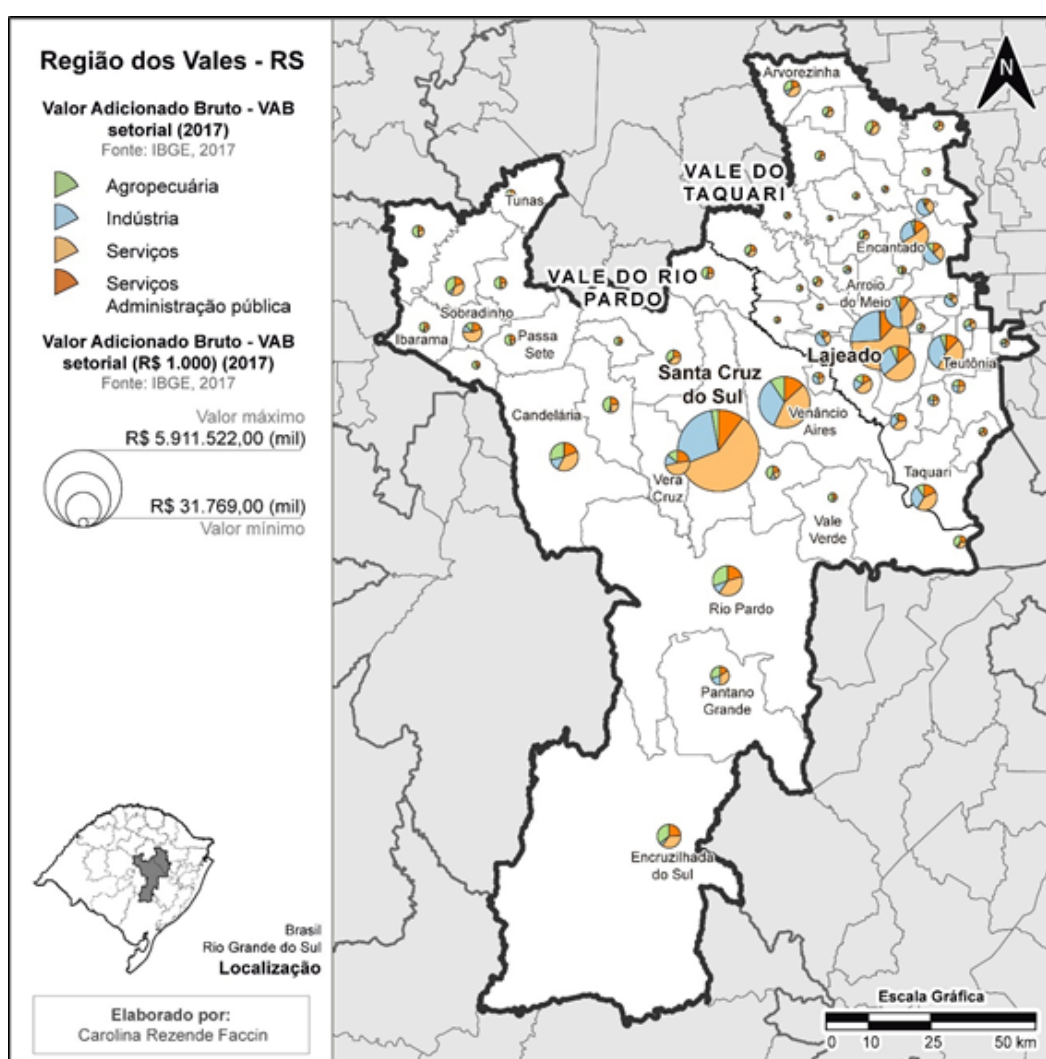 Região dos Vales - RS
Valor Adicionado Bruto - VAB
setorial (2017)
Fonte: IBGE, 2017
Agropecuária
Indústria
Serviços
Serviços
Administração pública
Valor Adicionado Bruto - VAB
setorial (R$ 1.000) (2017)
Fonte: IBGE, 2017
Valor máximo
R$ 5.911.522,00 (mil)
R$ 31.769,00 (mil)
Valor mínimo
Brasil
Rio Grande do Sul
Localização
Elaborado por:
Carolina Rezende Faccin
N
Arvorezinha
VALE DO
TAQUARI
Tunas
Encantado
VALE DO RIO
PARDO
Arroio
do Meio
Sobradinho
Ibarama
Passa
Sete
Lajeado
Teutônia
Santa Cruz
do Sul
Candelária
Venâncio
Aires
Vera
Cruz
Taquari
Vale
Verde
Rio Pardo
Pantano
Grande
Encruzilhada
do Sul
Escala Gráfica
0 10 25 50 km